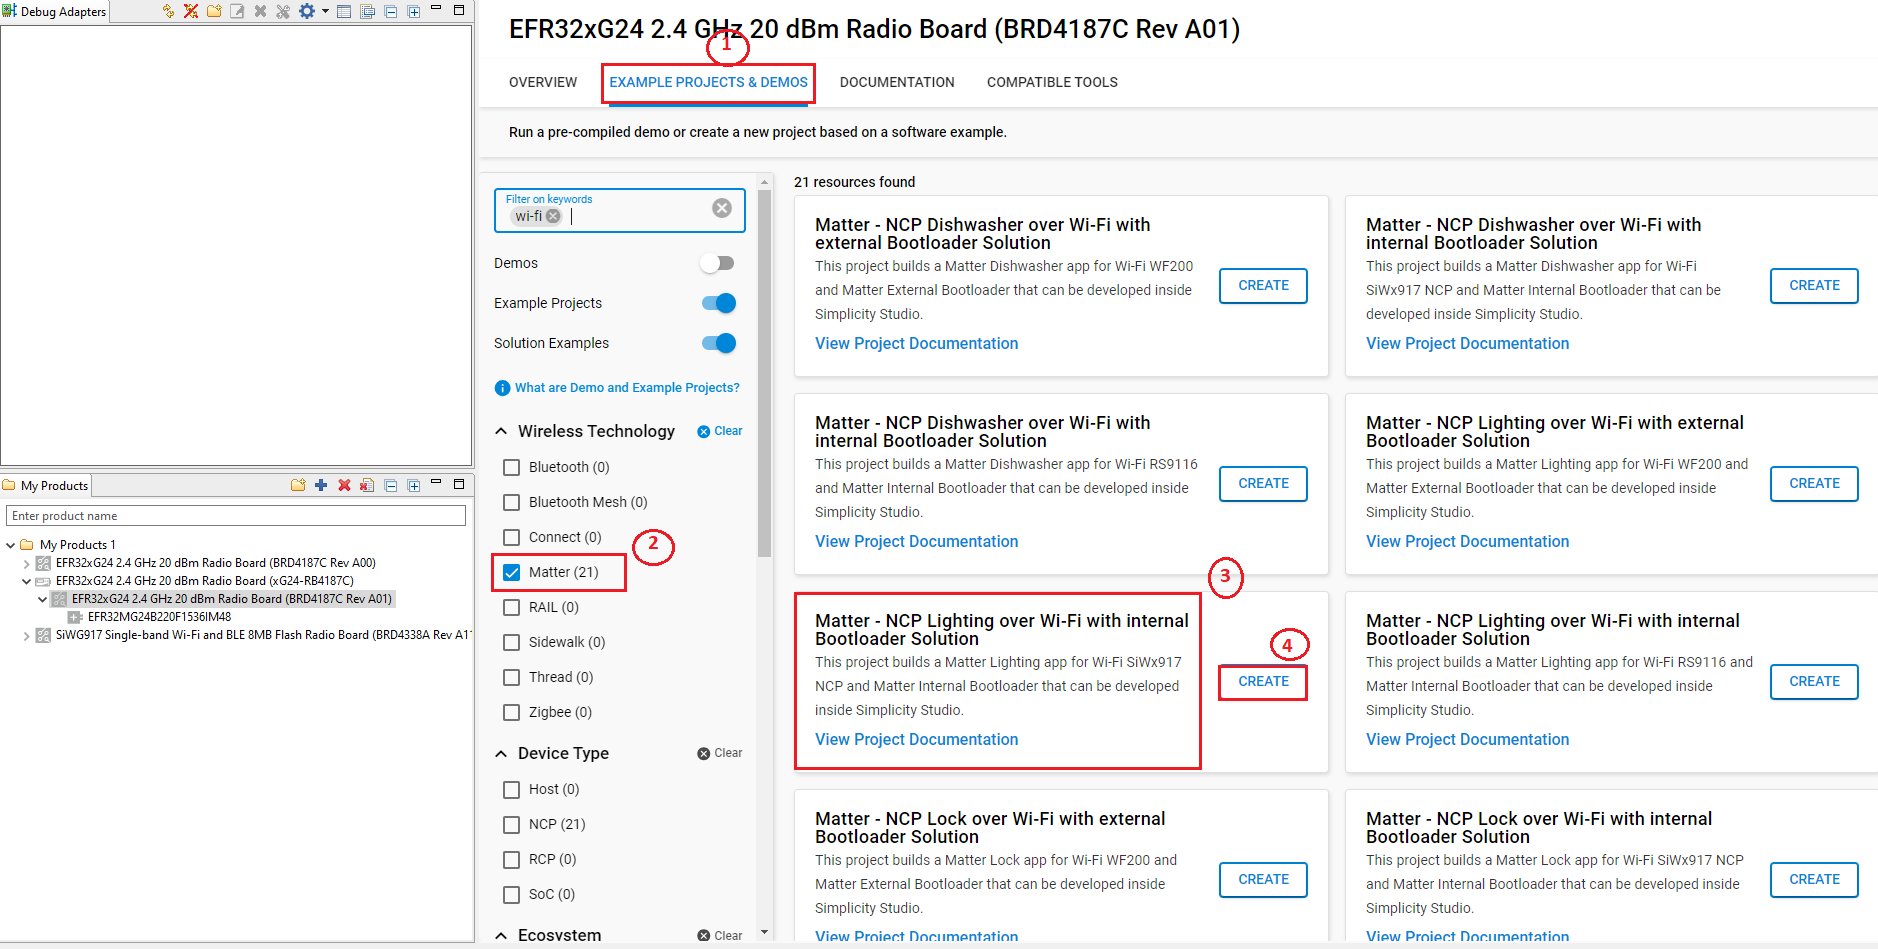 Debug Adapters
My Products
Enter product name
My Products 1
EFR32xG24 2.4 GHz 20 dBm Radio Board (BRD4187C Rev A00)
EFR32xG24 2.4 GHz 20 dBm Radio Board (xG24-RB4187C)
EFR32xG24 2.4 GHz 20 dBm Radio Board (BRD4187C Rev A01)
EFR32MG24B220F1536IM48
SiWG917 Single-band Wi-Fi and BLE 8MB Flash Radio Board (BRD4338A Rev A1
EFR32xG24 2.4 GHz 20 dBm Radio Board (BRD4187C Rev A01)
1
OVERVIEW EXAMPLE PROJECTS & DEMOS DOCUMENTATION COMPATIBLE TOOLS
Run a pre-compiled demo or create a new project based on a software example.
Filter on keywords
wi-fi
Demos
Example Projects
Solution Examples
What are Demo and Example Projects?
Wireless Technology Clear
Bluetooth (0)
Bluetooth Mesh (0)
Connect (0)
2
Matter (21)
RAIL (0)
Sidewalk (0)
Thread (0)
Zigbee (0)
Device Type Clear
Host (0)
NCP (21)
RCP (0)
SoC (0)
Ecosystem Clear
21 resources found
Matter - NCP Dishwasher over Wi-Fi with
external Bootloader Solution
This project builds a Matter Dishwasher app for Wi-Fi WF200
and Matter External Bootloader that can be developed inside
Simplicity Studio.
View Project Documentation
CREATE
Matter - NCP Dishwasher over Wi-Fi with
internal Bootloader Solution
This project builds a Matter Dishwasher app for Wi-Fi
SiWx917 NCP and Matter Internal Bootloader that can be
developed inside Simplicity Studio.
View Project Documentation
CREATE
Matter - NCP Dishwasher over Wi-Fi with
internal Bootloader Solution
This project builds a Matter Dishwasher app for Wi-Fi RS9116
and Matter Internal Bootloader that can be developed inside
Simplicity Studio.
View Project Documentation
CREATE
Matter - NCP Lighting over Wi-Fi with external
Bootloader Solution
This project builds a Matter Lighting app for Wi-Fi WF200 and
Matter External Bootloader that can be developed inside
Simplicity Studio.
View Project Documentation
CREATE
3
Matter - NCP Lighting over Wi-Fi with internal
Bootloader Solution
This project builds a Matter Lighting app for Wi-Fi SiWx917
NCP and Matter Internal Bootloader that can be developed
inside Simplicity Studio.
View Project Documentation
4
CREATE
Matter - NCP Lighting over Wi-Fi with internal
Bootloader Solution
This project builds a Matter Lighting app for Wi-Fi RS9116 and
Matter Internal Bootloader that can be developed inside
Simplicity Studio.
View Project Documentation
CREATE
Matter - NCP Lock over Wi-Fi with external
Bootloader Solution
This project builds a Matter Lock app for Wi-Fi WF200 and
Matter External Bootloader that can be developed inside
Simplicity Studio.
View Project Documentation
CREATE
Matter - NCP Lock over Wi-Fi with internal
Bootloader Solution
This project builds a Matter Lock app for Wi-Fi SiWx917 NCP
and Matter Internal Bootloader that can be developed inside
Simplicity Studio.
View Project Documentation
CREATE